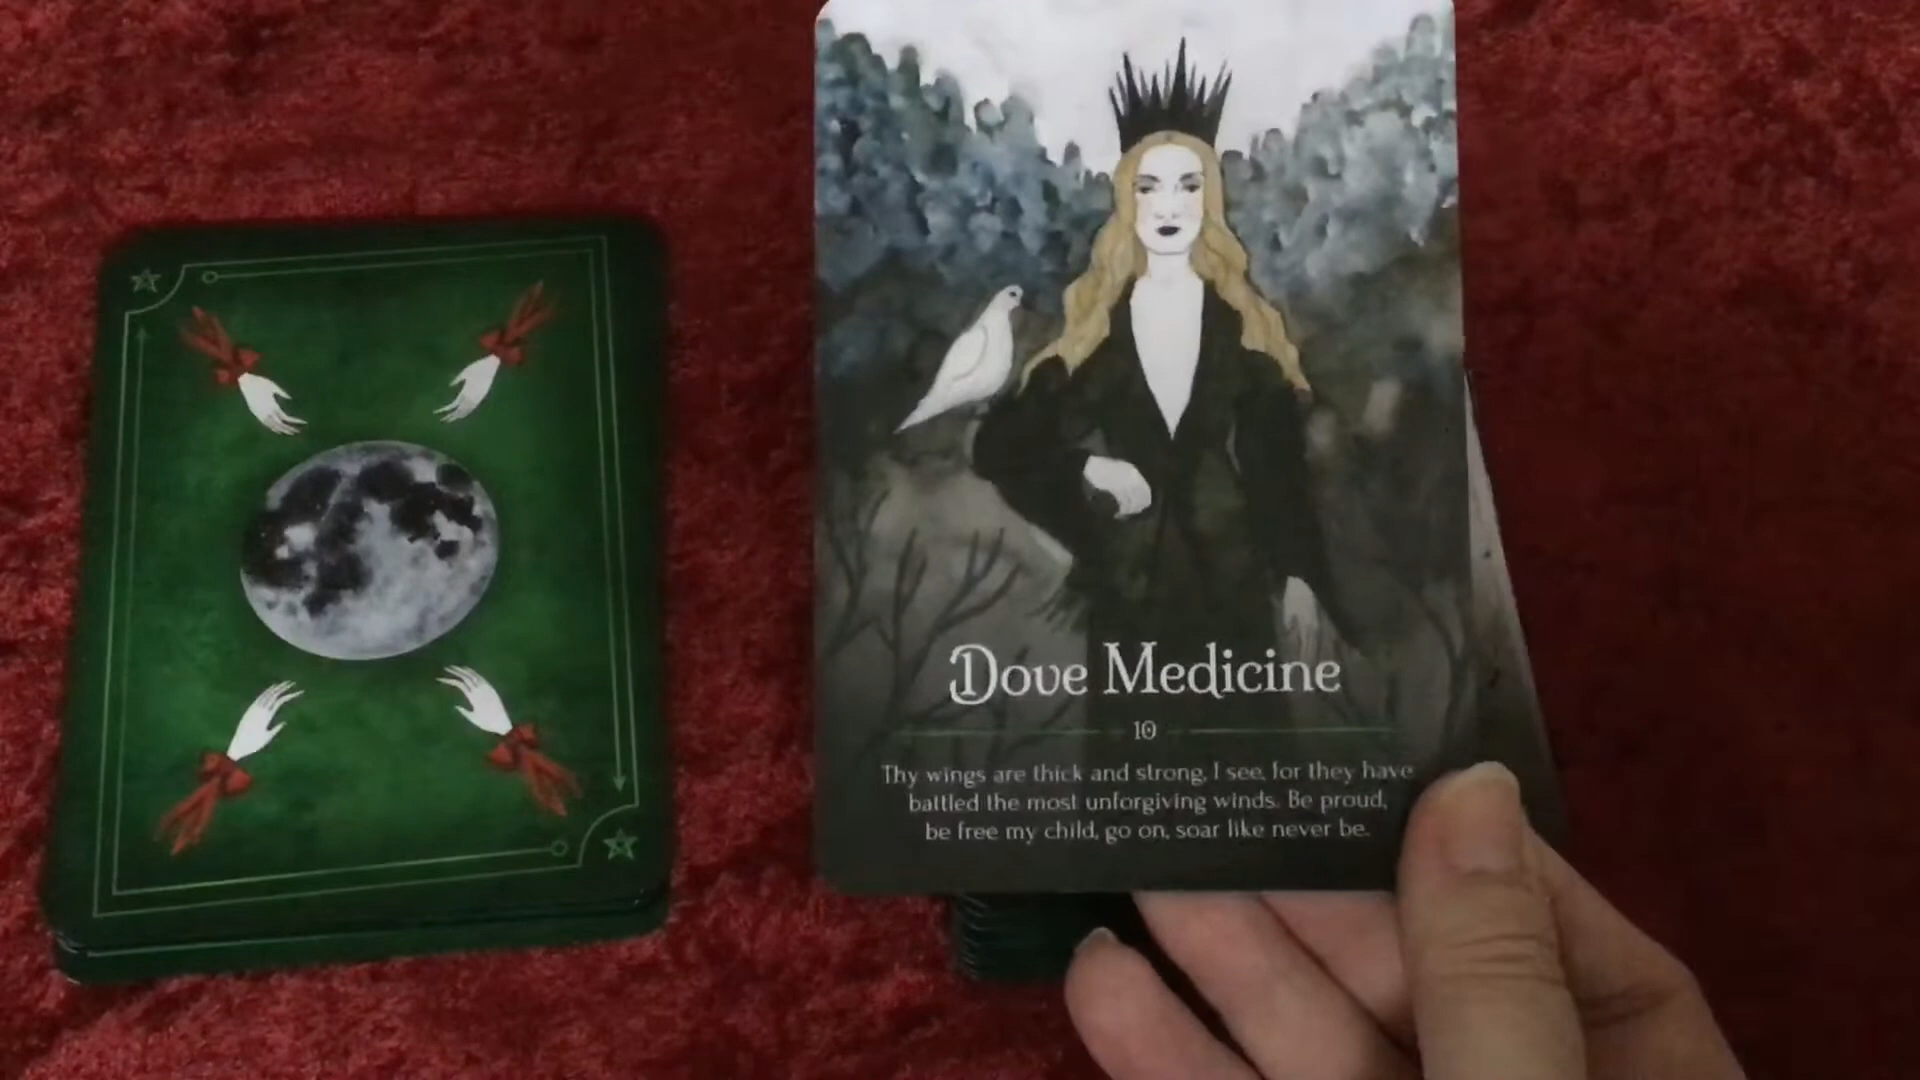 Dove Medicine
10
Thy wings are thick and strong, I see, for they have
battled the most unforgiving winds. Be proud,
be free my child, go on, soar like never be.